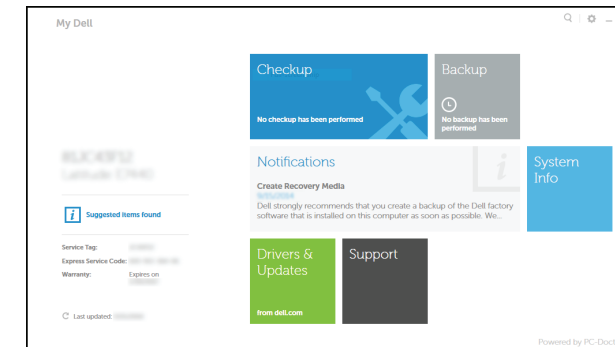 My Dell
Checkup
No checkup has been performed
Backup
No backup has been
performed
Suggested items found
Service Tag:
Express Service Code:
Warranty:
Expires on
Last updated:
Notifications
Create Recovery Media
Dell strongly recommends that you create a backup of the Dell factory
software that is installed on this computer as soon as possible. We...
System
Info
Drivers &
Updates
from dell.com
Support
Powered by PC-Doct